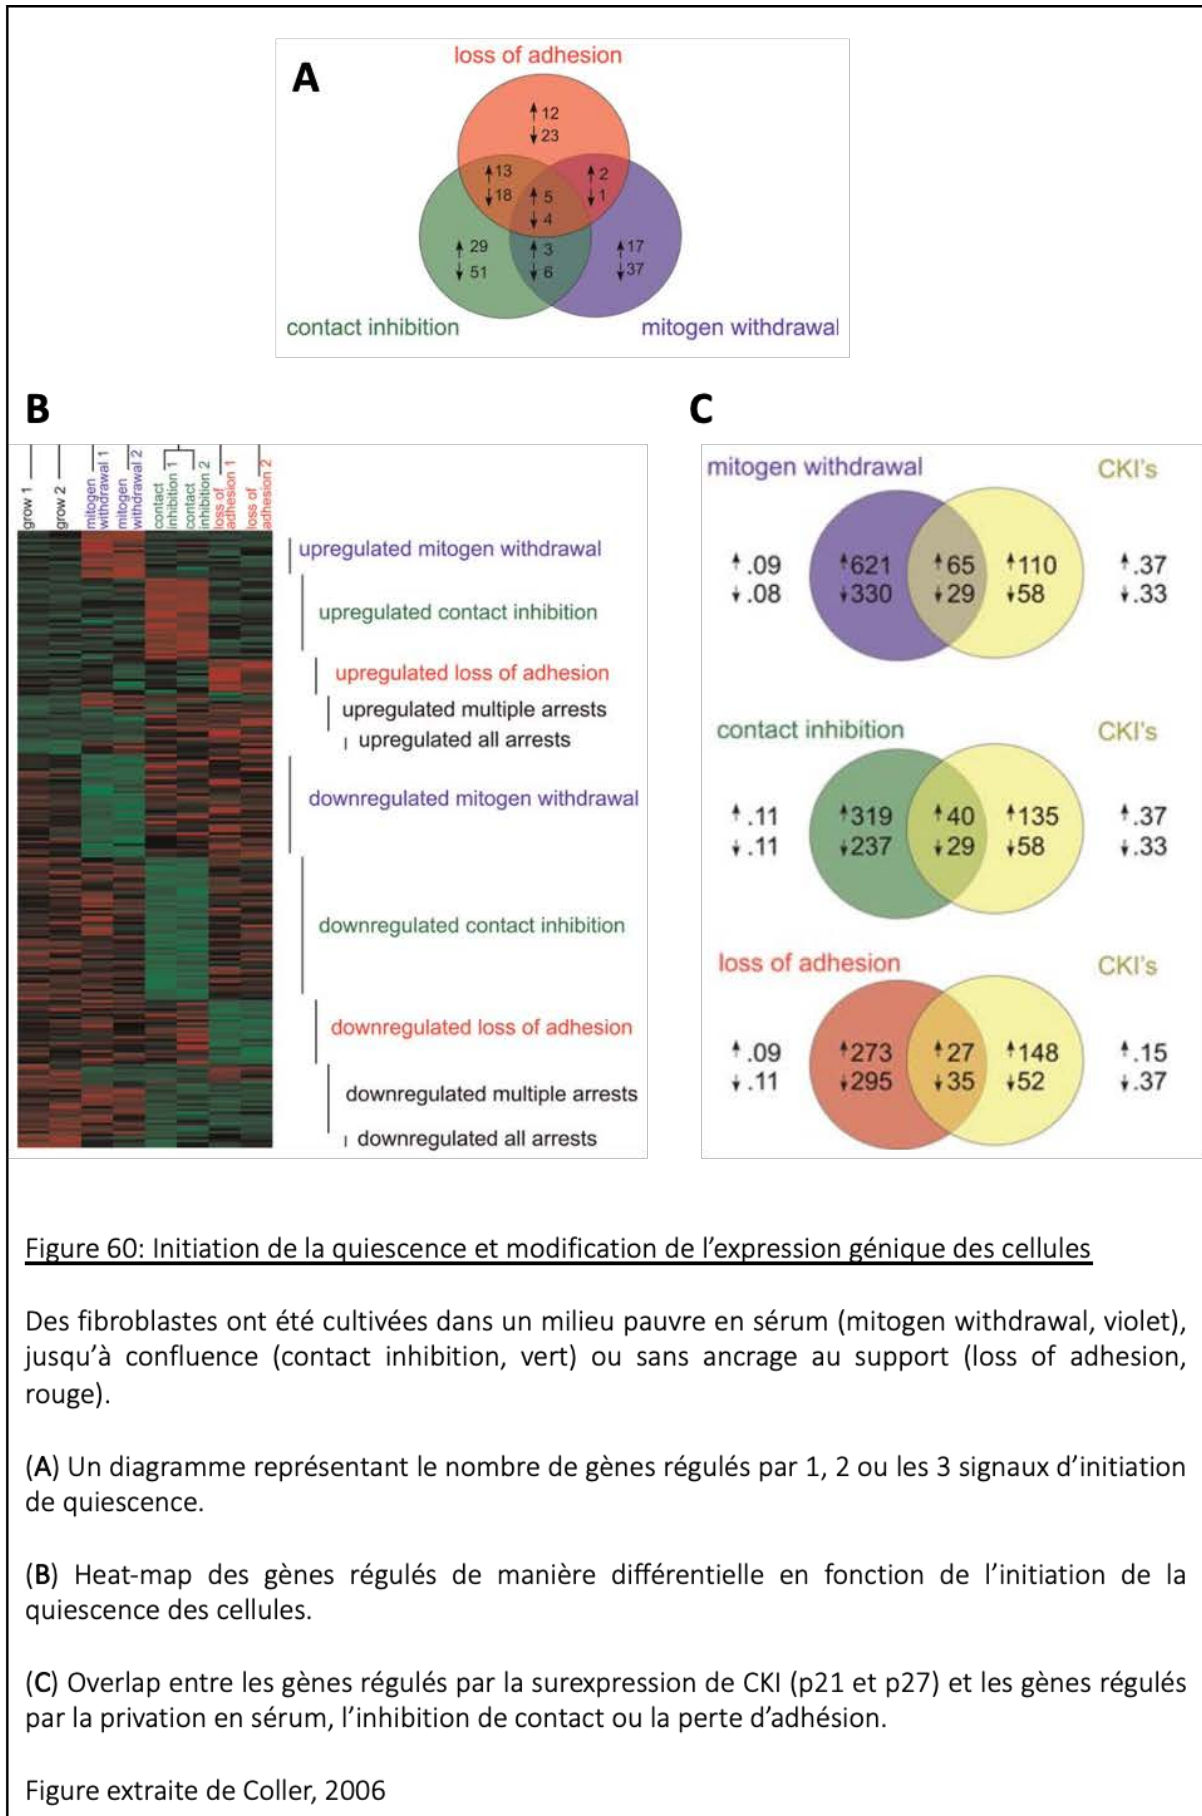 A
loss of adhesion
↑ 12
↓ 23
↑ 13
↓ 18
↑ 2
↓ 1
↑ 5
↓ 4
↑ 29
↓ 51
↑ 3
↓ 6
↑ 17
↓ 37
contact inhibition
mitogen withdrawal
B
grow 1
grow 2
mitogen
withdrawal 1
mitogen
withdrawal 2
contact
inhibition 1
contact
inhibition 2
loss of
adhesion 1
loss of
adhesion 2
upregulated mitogen withdrawal
upregulated contact inhibition
upregulated loss of adhesion
upregulated multiple arrests
upregulated all arrests
downregulated mitogen withdrawal
downregulated contact inhibition
downregulated loss of adhesion
downregulated multiple arrests
downregulated all arrests
C
mitogen withdrawal CKI's
↑ .09 ↑ 621 ↑ 65 ↑ 110 ↑ .37
↓ .08 ↓ 330 ↓ 29 ↓ 58 ↓ .33
contact inhibition CKI's
↑ .11 ↑ 319 ↑ 40 ↑ 135 ↑ .37
↓ .11 ↓ 237 ↓ 29 ↓ 58 ↓ .33
loss of adhesion CKI's
↑ .09 ↑ 273 ↑ 27 ↑ 148 ↑ .15
↓ .11 ↓ 295 ↓ 35 ↓ 52 ↓ .37
Figure 60: Initiation de la quiescence et modification de l'expression génique des cellules
Des fibroblastes ont été cultivées dans un milieu pauvre en sérum (mitogen withdrawal, violet),
jusqu'à confluence (contact inhibition, vert) ou sans ancrage au support (loss of adhesion,
rouge).
(A) Un diagramme représentant le nombre de gènes régulés par 1, 2 ou les 3 signaux d'initiation
de quiescence.
(B) Heat-map des gènes régulés de manière différentielle en fonction de l'initiation de la
quiescence des cellules.
(C) Overlap entre les gènes régulés par la surexpression de CKI (p21 et p27) et les gènes régulés
par la privation en sérum, l'inhibition de contact ou la perte d'adhésion.
Figure extraite de Coller, 2006